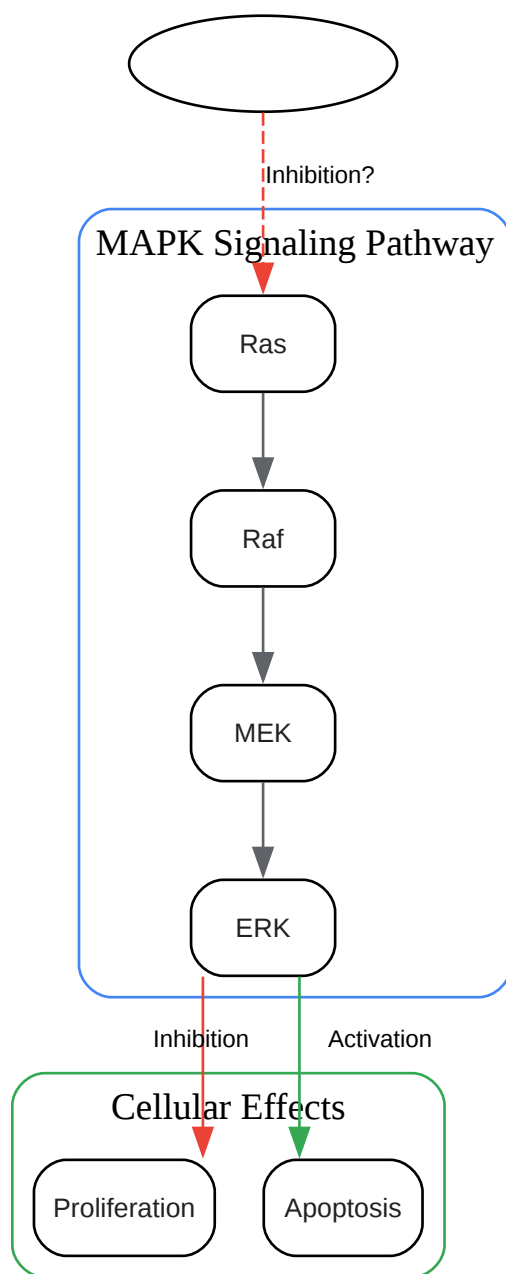 Inhibition?
MAPK Signaling Pathway
Ras
Raf
MEK
ERK
Inhibition
Activation
Cellular Effects
Proliferation
Apoptosis